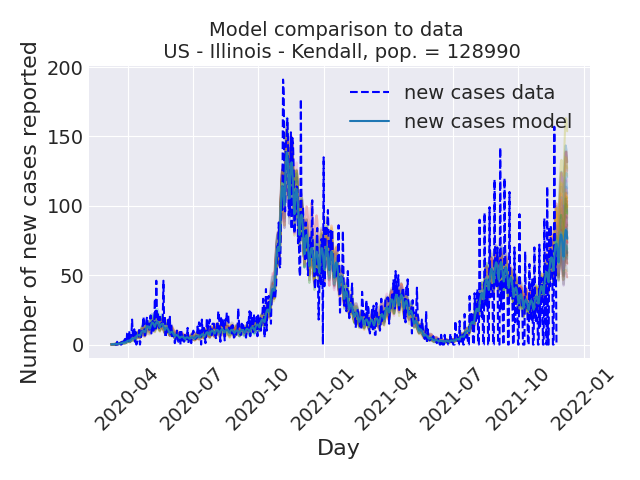 Model comparison to data
US - Illinois - Kendall, pop. = 128990
Number of new cases reported
200
150
100
50
0
new cases data
new cases model
2020-04
2020-07
2020-10
2021-01
2021-04
2021-07
2021-10
2022-01
Day